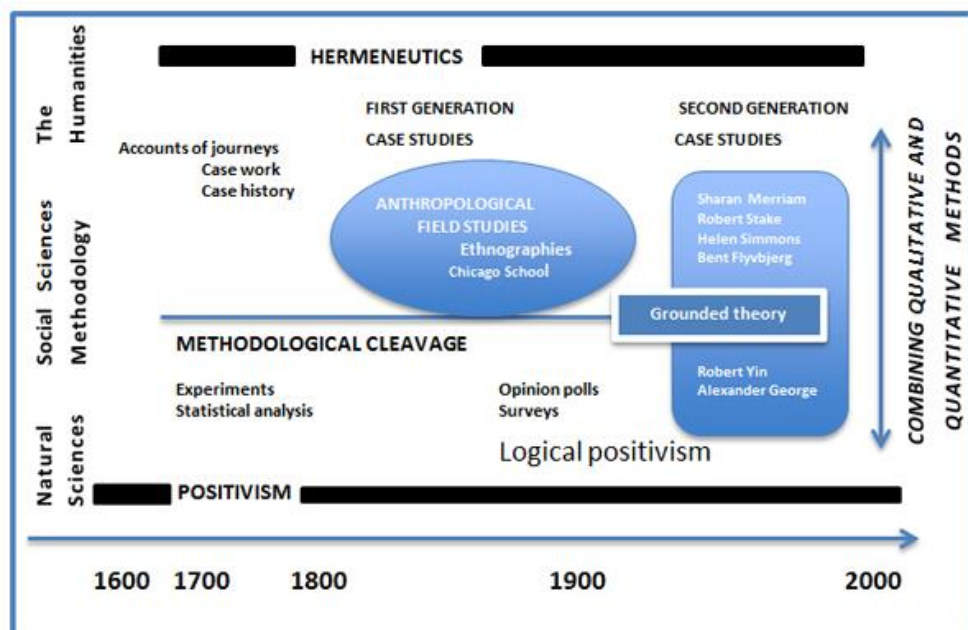 The
Humanities
Social Sciences
Methodology
Natural
Sciences
HERMENEUTICS
FIRST GENERATION
CASE STUDIES
SECOND GENERATION
CASE STUDIES
Accounts of journeys
Case work
Case history
ANTHROPOLOGICAL
FIELD STUDIES
Ethnographies
Chicago School
Sharan Merriam
Robert Stake
Helen Simmons
Bent Flyvbjerg
Grounded theory
METHODOLOGICAL CLEAVAGE
Experiments
Statistical analysis
Opinion polls
Surveys
Robert Yin
Alexander George
Logical positivism
POSITIVISM
COMBINING QUALITATIVE AND
QUANTITATIVE METHODS
1600 1700 1800 1900 2000